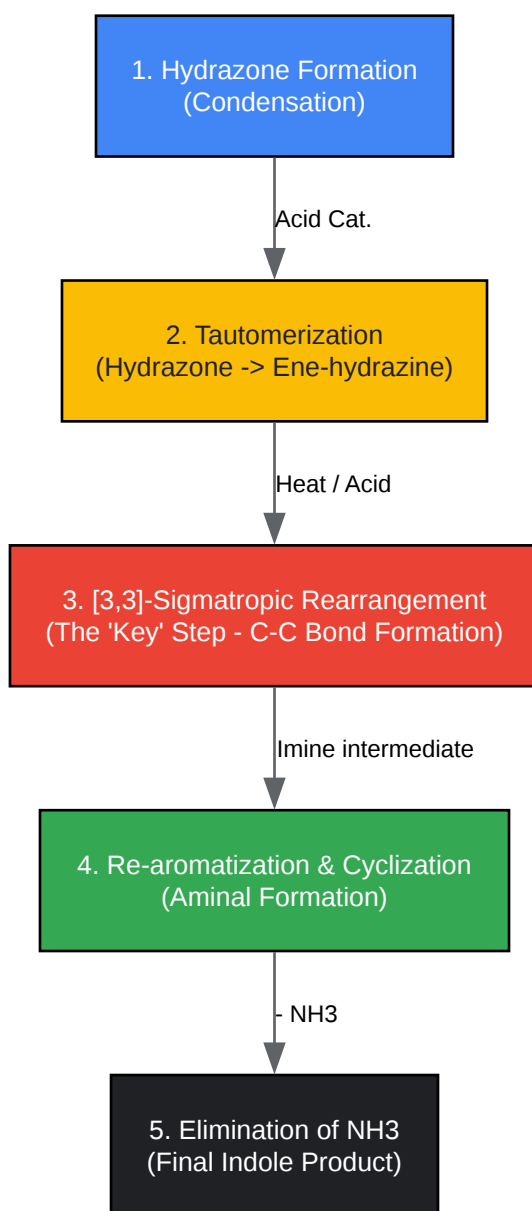 1. Hydrazone Formation
(Condensation)
Acid Cat.
2. Tautomerization
(Hydrazone -> Ene-hydrazine)
Heat / Acid
3. [3,3]-Sigmatropic Rearrangement
(The 'Key' Step - C-C Bond Formation)
Imine intermediate
4. Re-aromatization & Cyclization
(Aminal Formation)
- NH3
5. Elimination of NH3
(Final Indole Product)